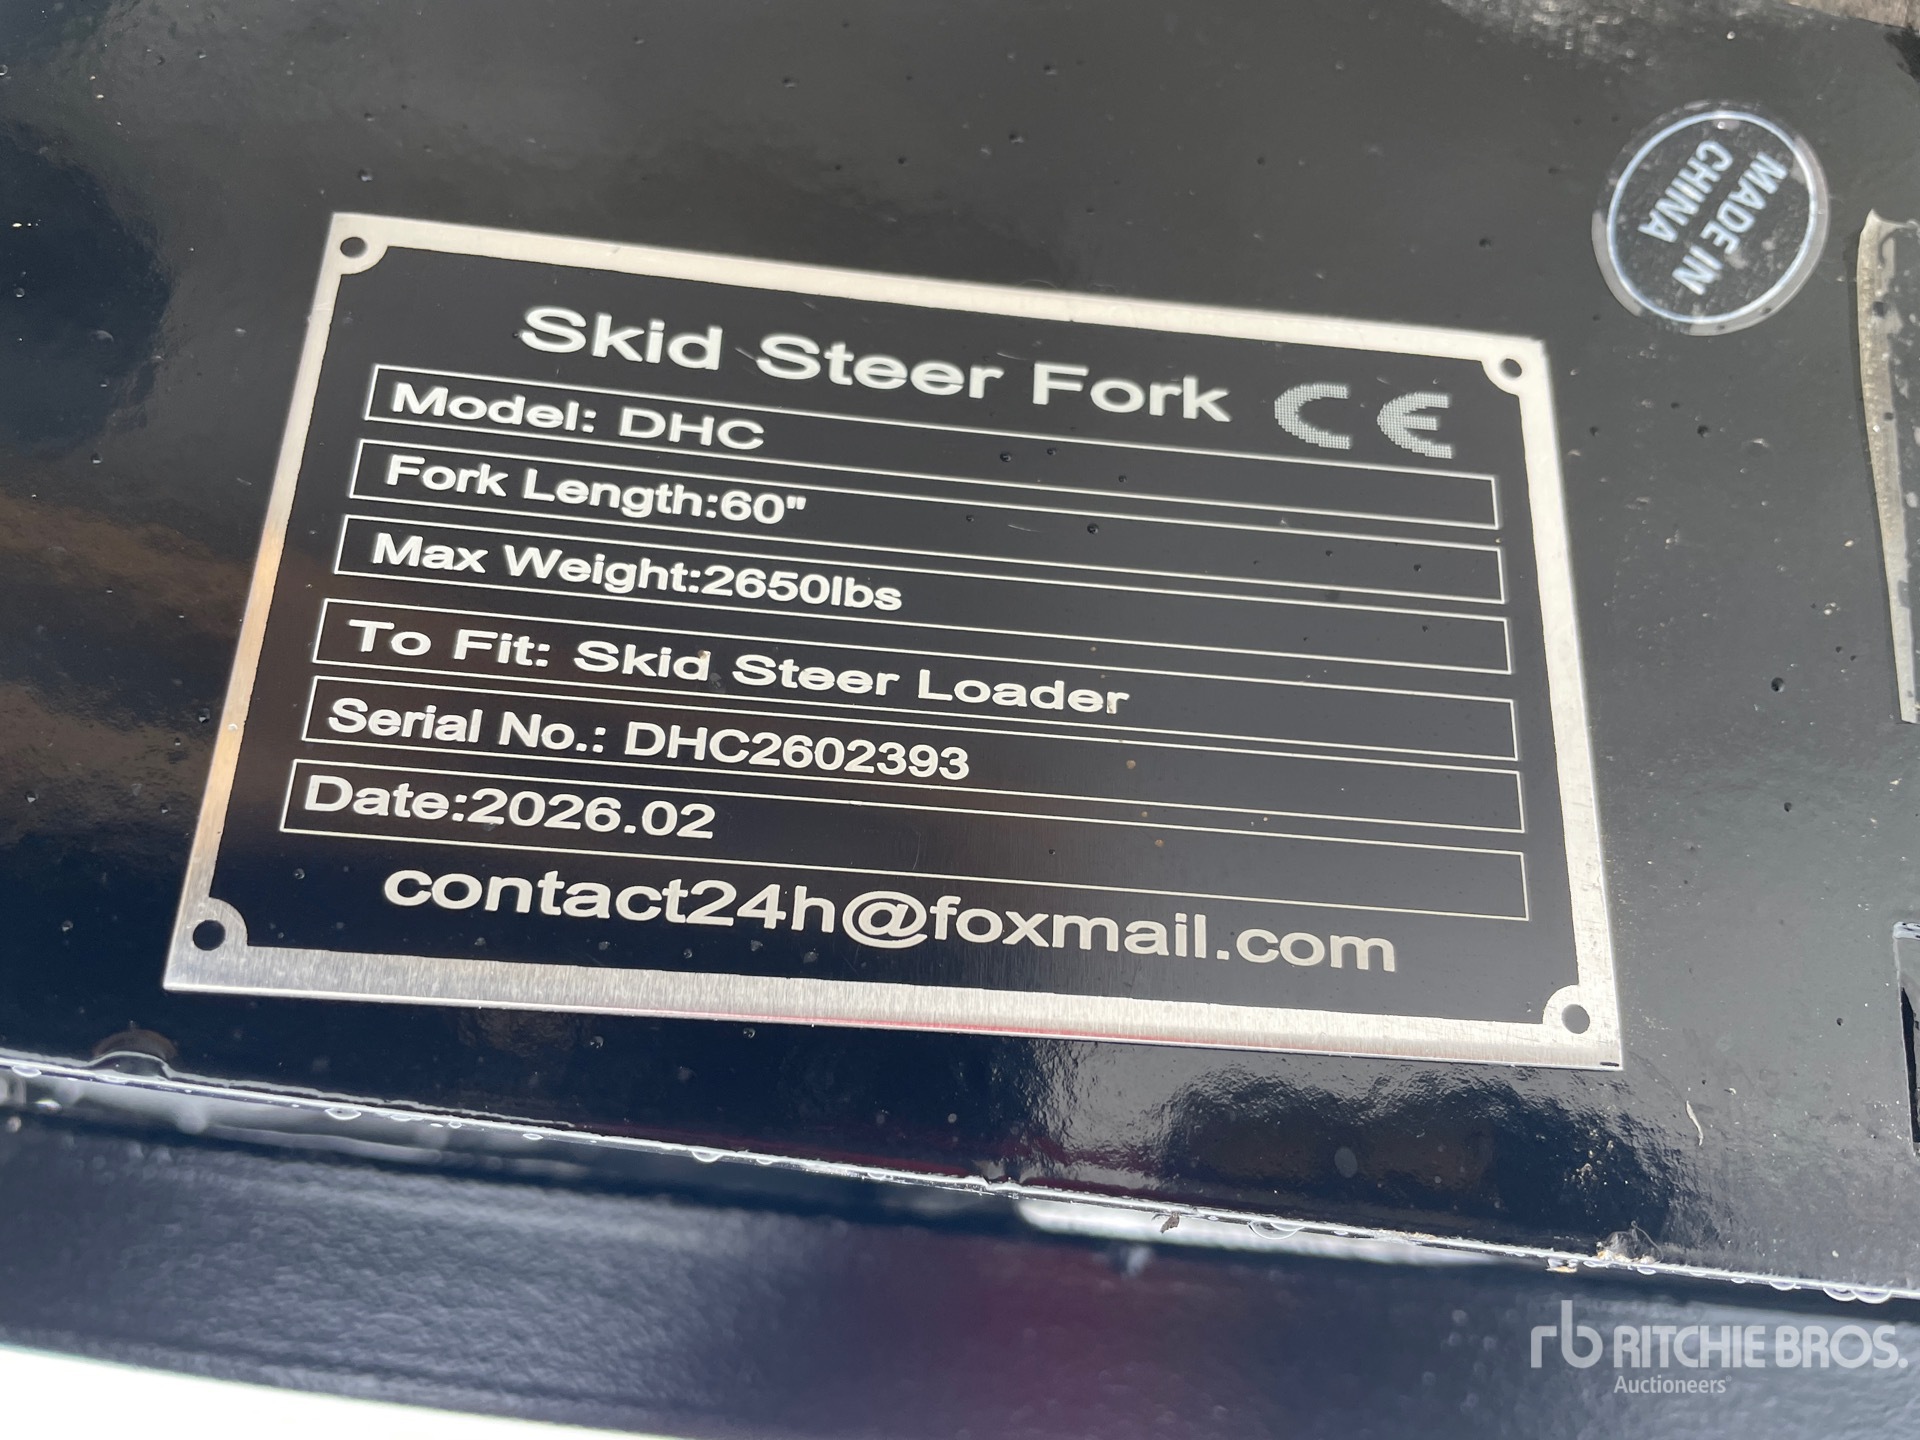 MADE IN
CHINA
Skid Steer Fork CE
Model: DHC
Fork Length:60"
Max Weight:2650lbs
To Fit: Skid Steer Loader
Serial No.: DHC2602393
Date:2026.02
contact24h@foxmail.com
rb RITCHIE BROS.
Auctioneers